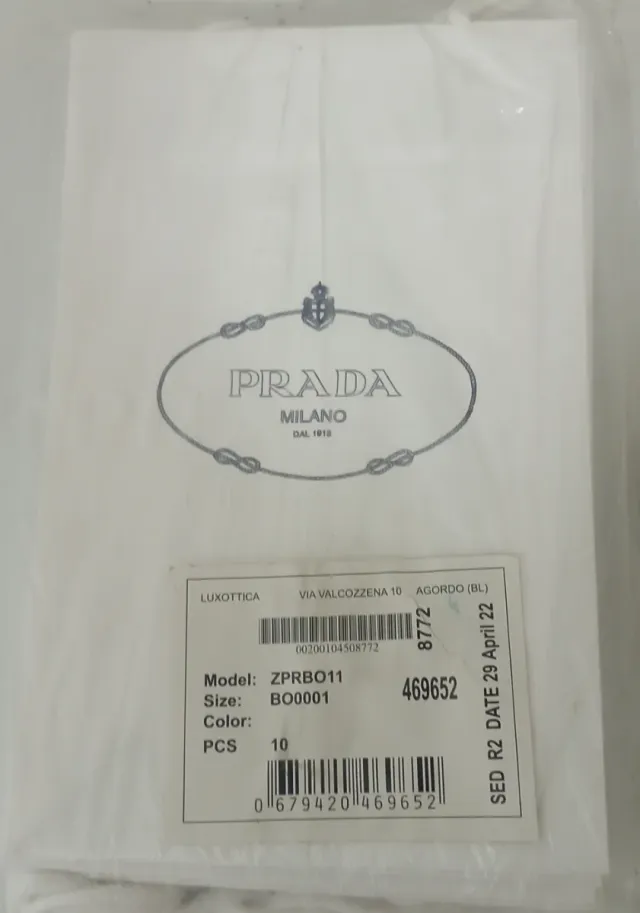 PRADA
MILANO
DAL 1913
LUXOTTICA VIA VALCOZZENA 10 AGORDO (BL)
00200104508772
8772
Model: ZPRBO11
Size: BO0001
469652
Color:
PCS 10
0 679420 469652
SED R2 DATE 29 April 22